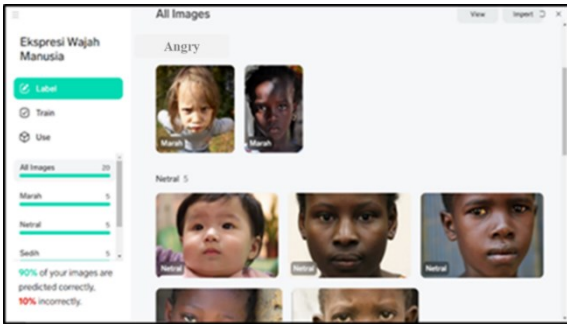 All Images
View
Import
Ekspresi Wajah
Manusia
Angry
Label
Train
Use
Marah
Marah
All Images 20
Marah 5
Netral 5
Netral 5
Sedih 5
Netral
Netral
Netral
90% of your images are
predicted correctly,
10% incorrectly.